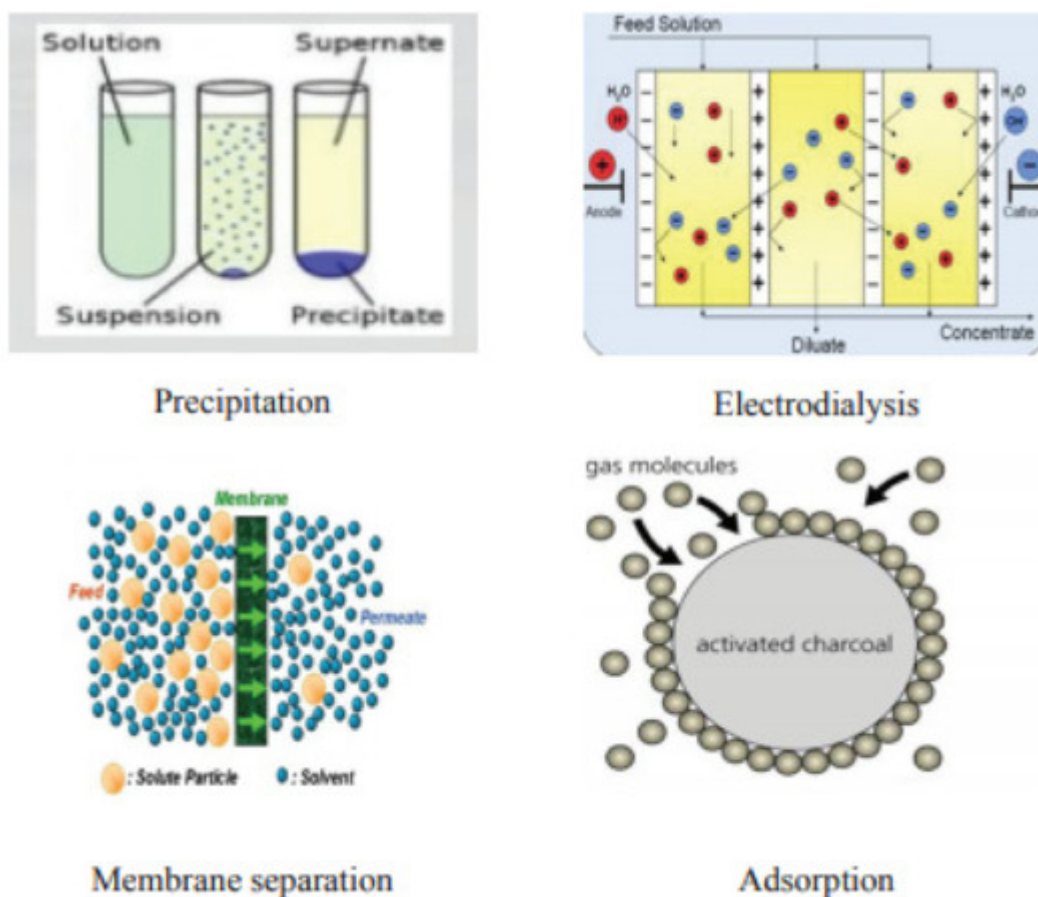 Solution
Supernate
Suspension
Precipitate
Precipitation
Feed Solution
H₂O
H⁺
+
Anode
H₂O
OH⁻
−
Cathod
Diluate
Concentrate
Electrodialysis
Membrane
Feed
Permeate
: Solute Particle
: Solvent
Membrane separation
gas molecules
activated charcoal
Adsorption